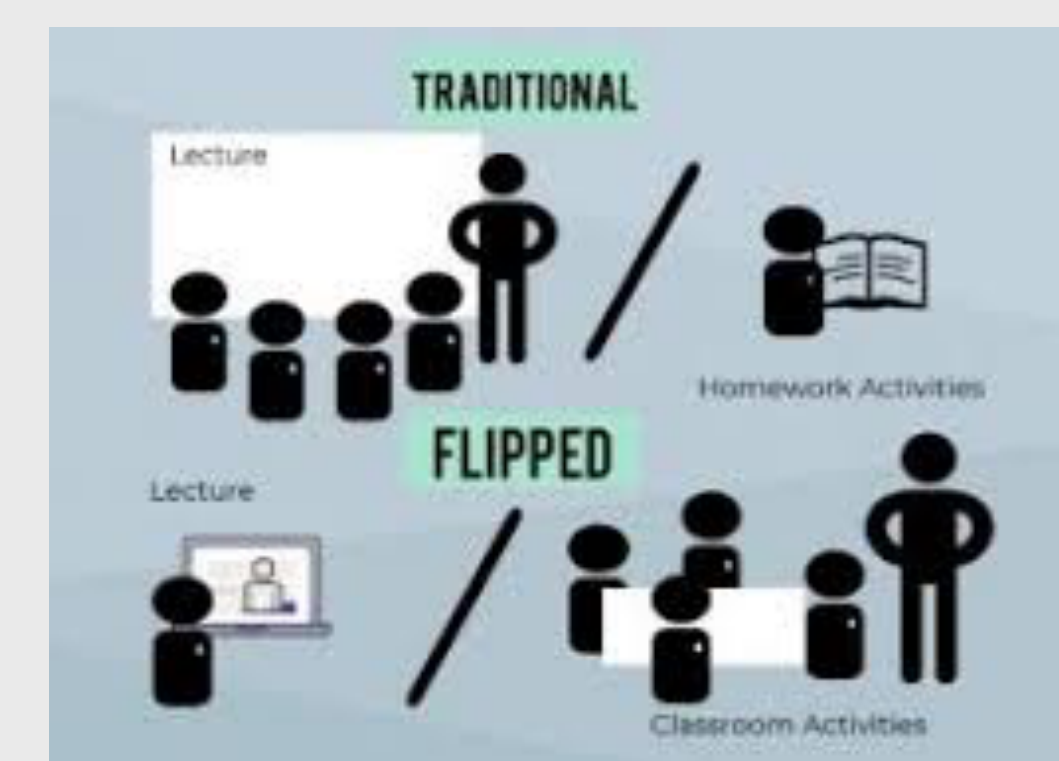 TRADITIONAL
Lecture
Homework Activities
FLIPPED
Lecture
Classroom Activities